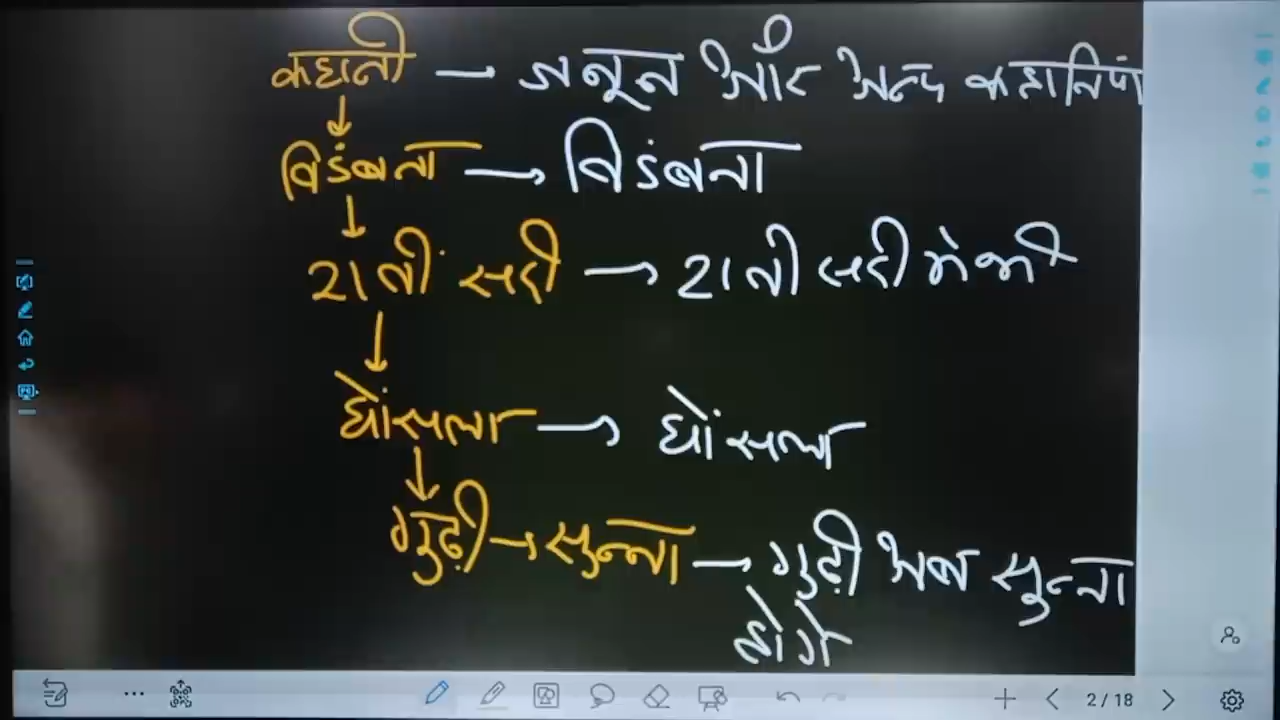 कहानी → जनून और अन्य कहानियां
विडंबना → विडंबना
21वीं सदी → 21वी सदी मे भी
घोंसला → घोंसला
गुड्डी → सुन्ना → गुड्डी अब सुन्ना
होगे
2 / 18